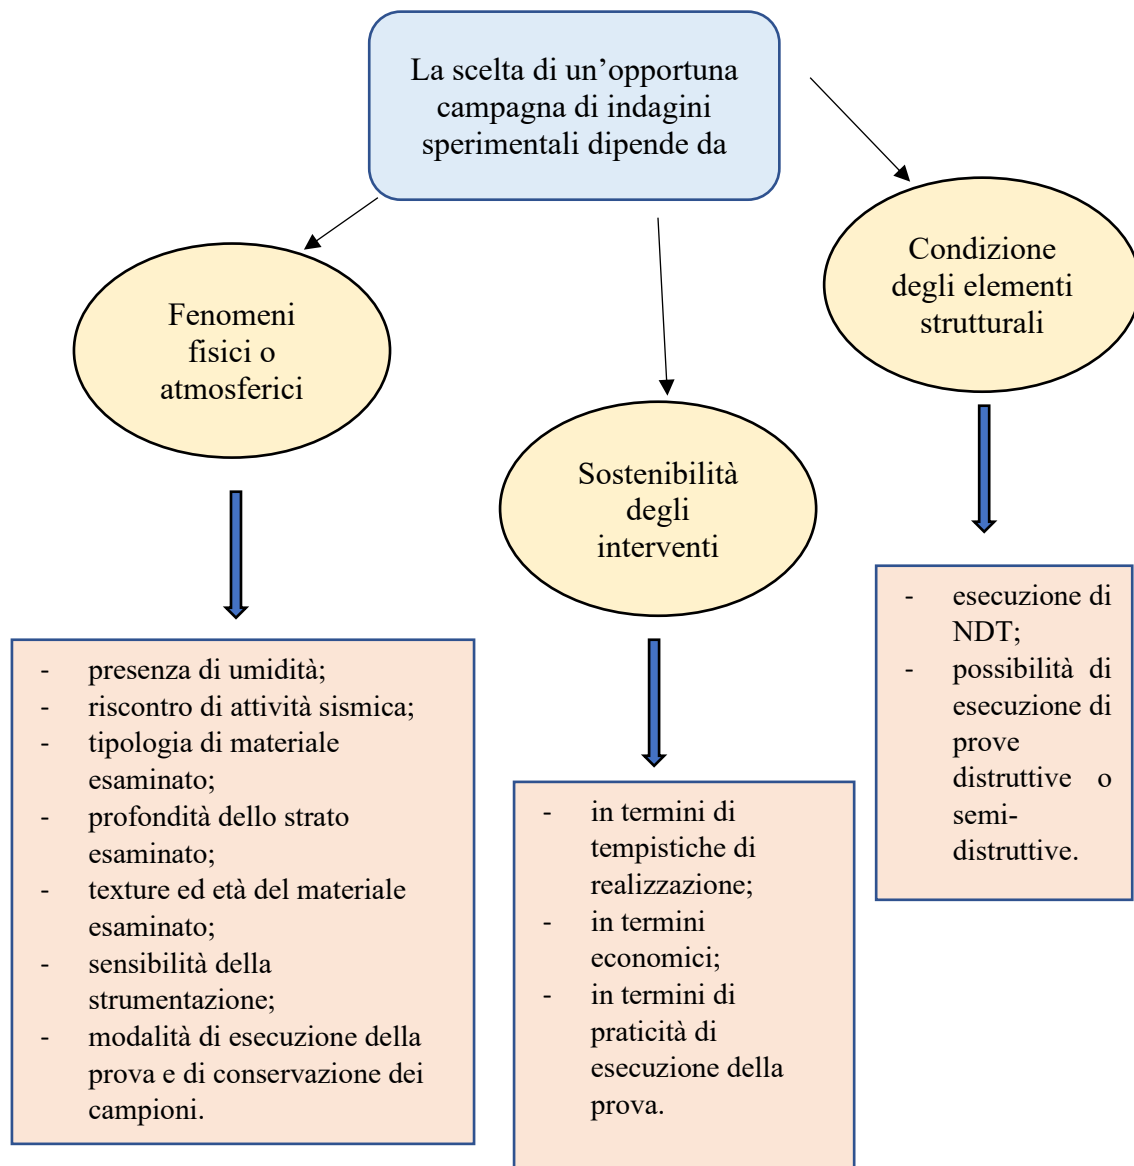 La scelta di un’opportuna
campagna di indagini
sperimentali dipende da
Fenomeni
fisici o
atmosferici
Sostenibilità
degli
interventi
Condizione
degli elementi
strutturali
- presenza di umidità;
- riscontro di attività sismica;
- tipologia di materiale
esaminato;
- profondità dello strato
esaminato;
- texture ed età del materiale
esaminato;
- sensibilità della
strumentazione;
- modalità di esecuzione della
prova e di conservazione dei
campioni.
- in termini di
tempistiche di
realizzazione;
- in termini
economici;
- in termini di
praticità di
esecuzione della
prova.
- esecuzione di
NDT;
- possibilità di
esecuzione di
prove
distruttive o
semi-
distruttive.